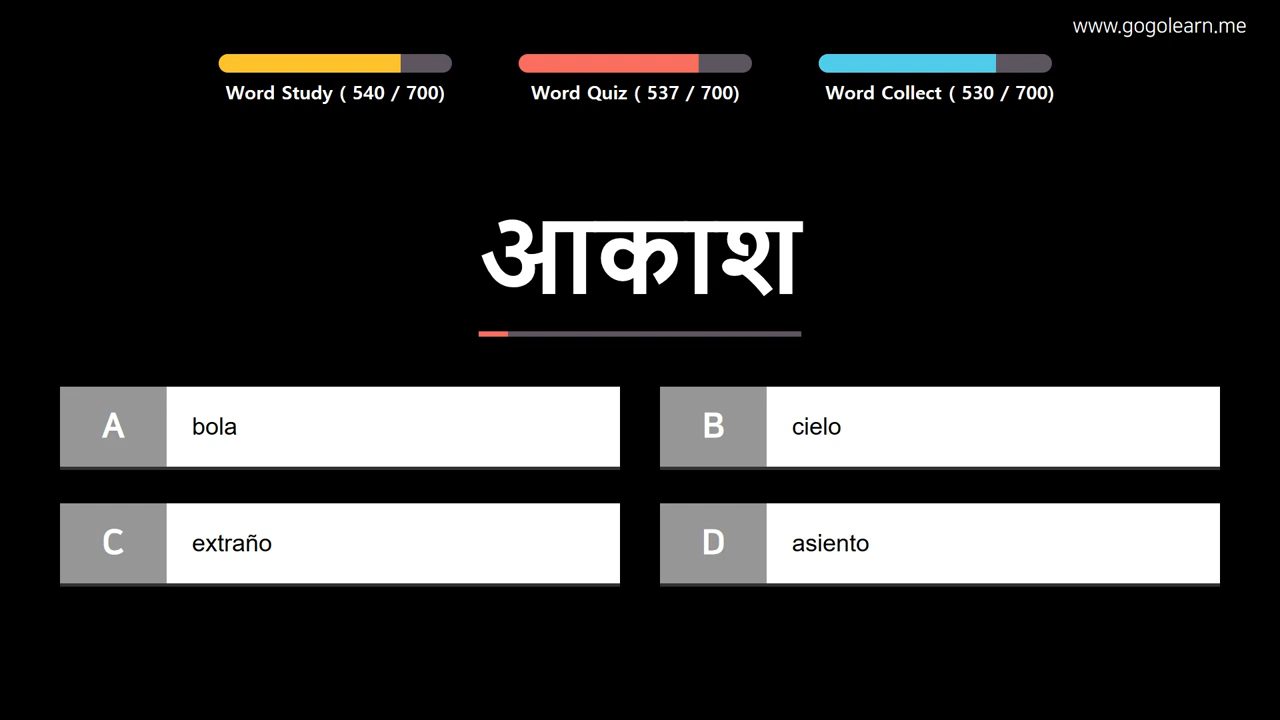 www.gogolearn.me
Word Study ( 540 / 700) Word Quiz ( 537 / 700) Word Collect ( 530 / 700)
आकाश
A bola
B cielo
C extraño
D asiento